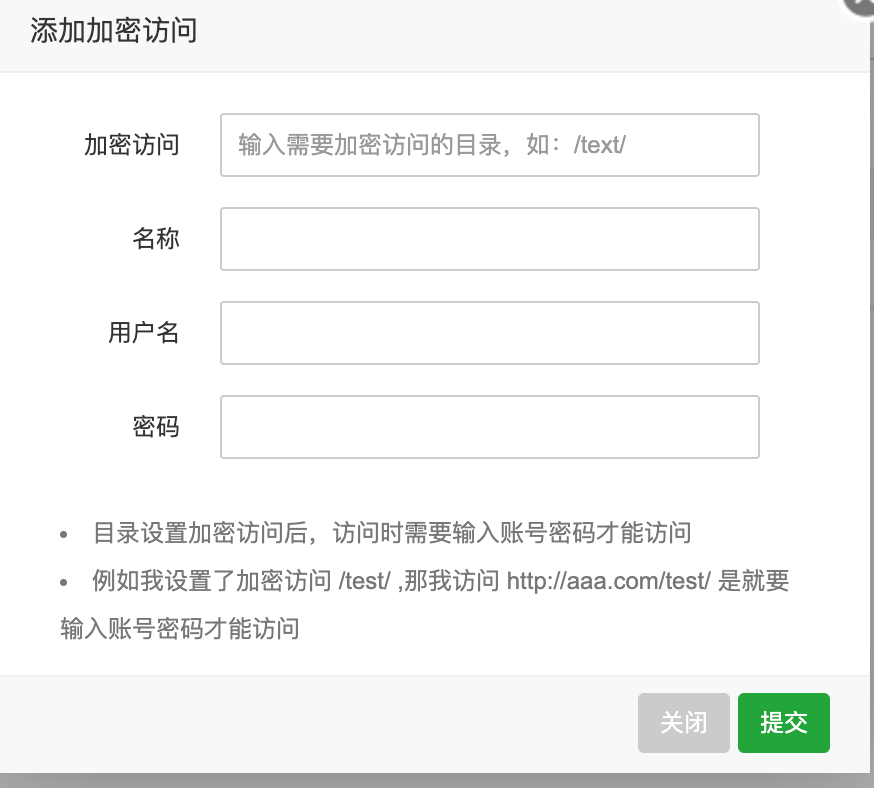 添加加密访问
加密访问
输入需要加密访问的目录，如：/text/
名称
用户名
密码
• 目录设置加密访问后，访问时需要输入账号密码才能访问
• 例如我设置了加密访问 /test/ ,那我访问 http://aaa.com/test/ 是就要
输入账号密码才能访问
关闭
提交